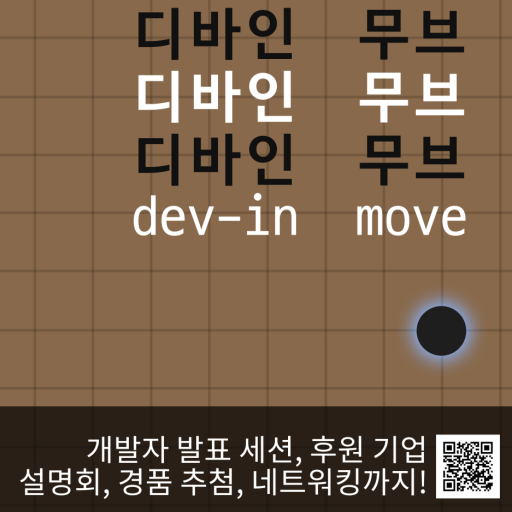 디바인 무브
디바인 무브
디바인 무브
dev-in move
개발자 발표 세션, 후원 기업
설명회, 경품 추첨, 네트워킹까지!